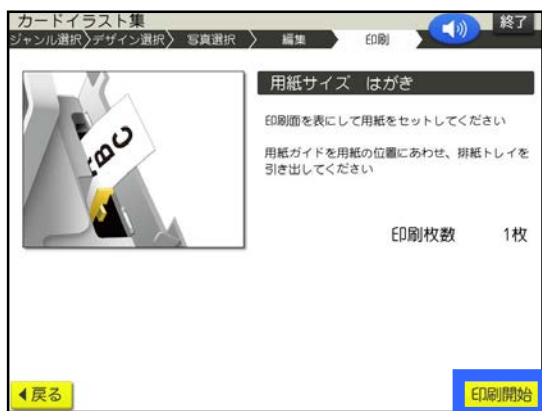 カードイラスト集
終了
ジャンル選択〉デザイン選択〉 写真選択 〉 編集 印刷
用紙サイズ はがき
印刷面を表にして用紙をセットしてください
用紙ガイドを用紙の位置にあわせ、排紙トレイを
引き出してください
ABC
印刷枚数 1枚
戻る
印刷開始